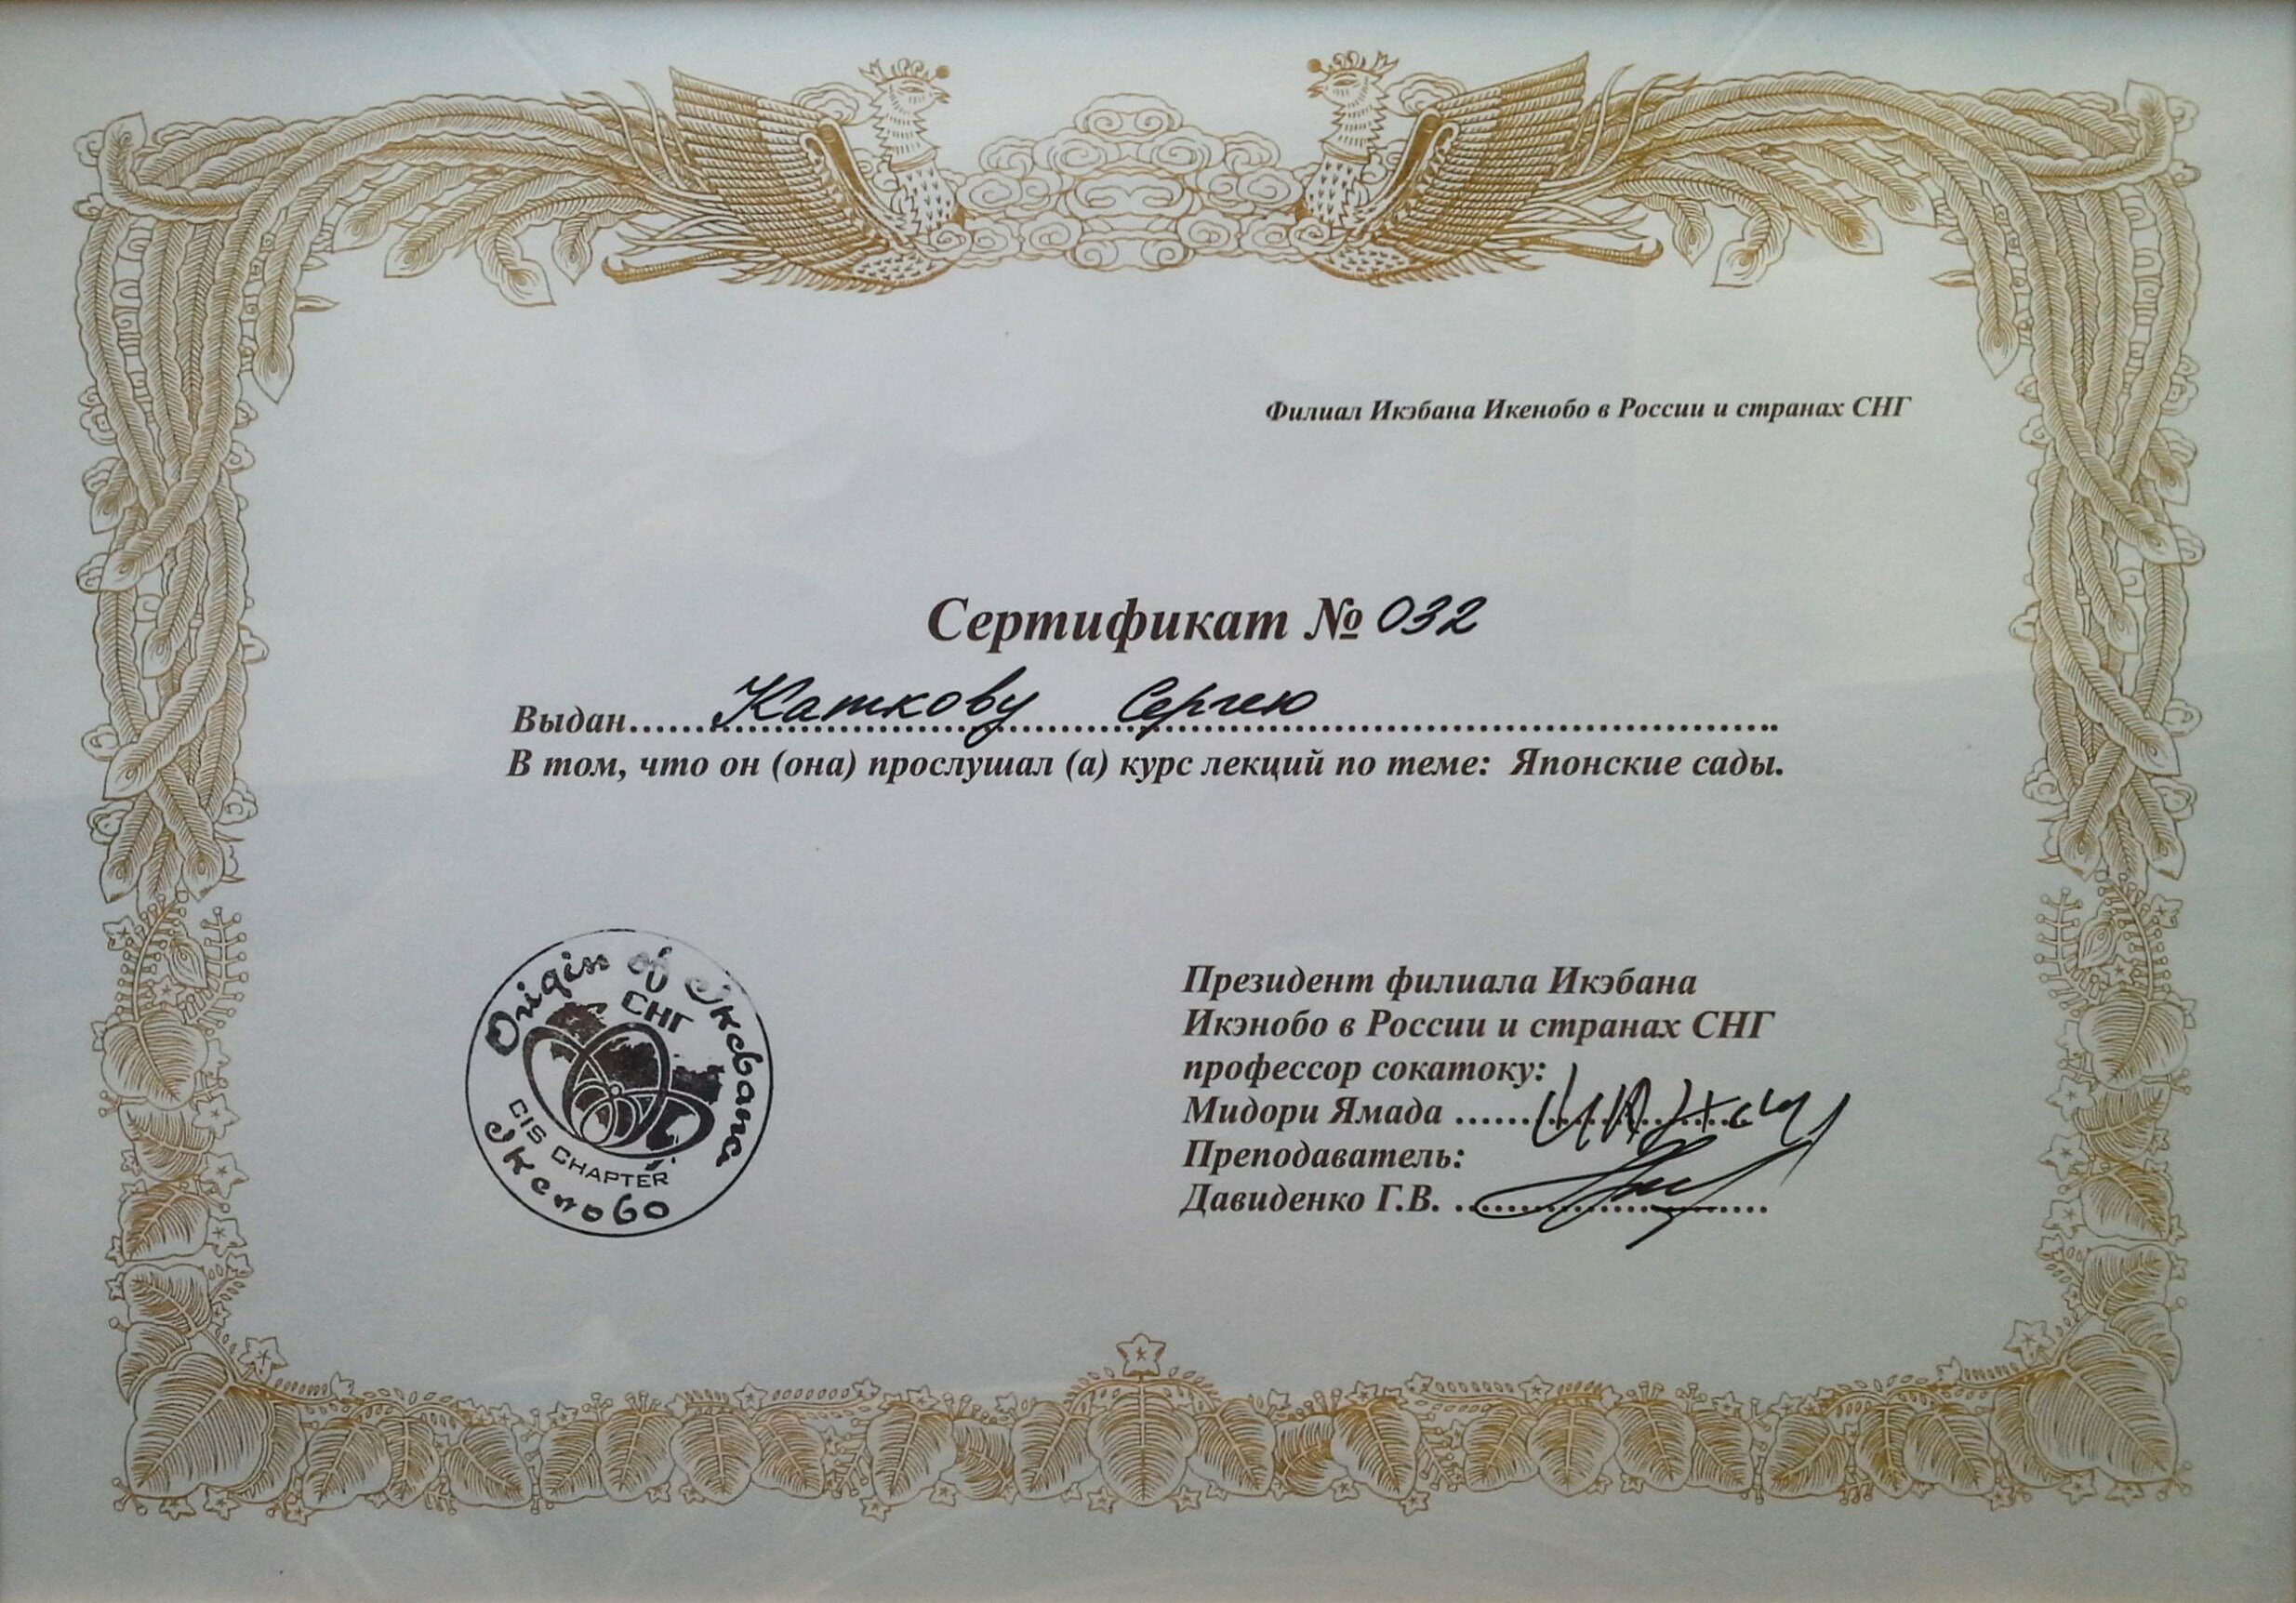 Филиал Икэбана Икенобо в России и странах СНГ
Сертификат № 032
Выдан......Каткову Сергею..............................
В том, что он (она) прослушал (а) курс лекций по теме: Японские сады.
Origin of Ikebana
СНГ
CIS CHAPTER
Ikenobo
Президент филиала Икэбана
Икэнобо в России и странах СНГ
профессор сокатоку:
Мидори Ямада ......
Преподаватель:
Давиденко Г.В. ......